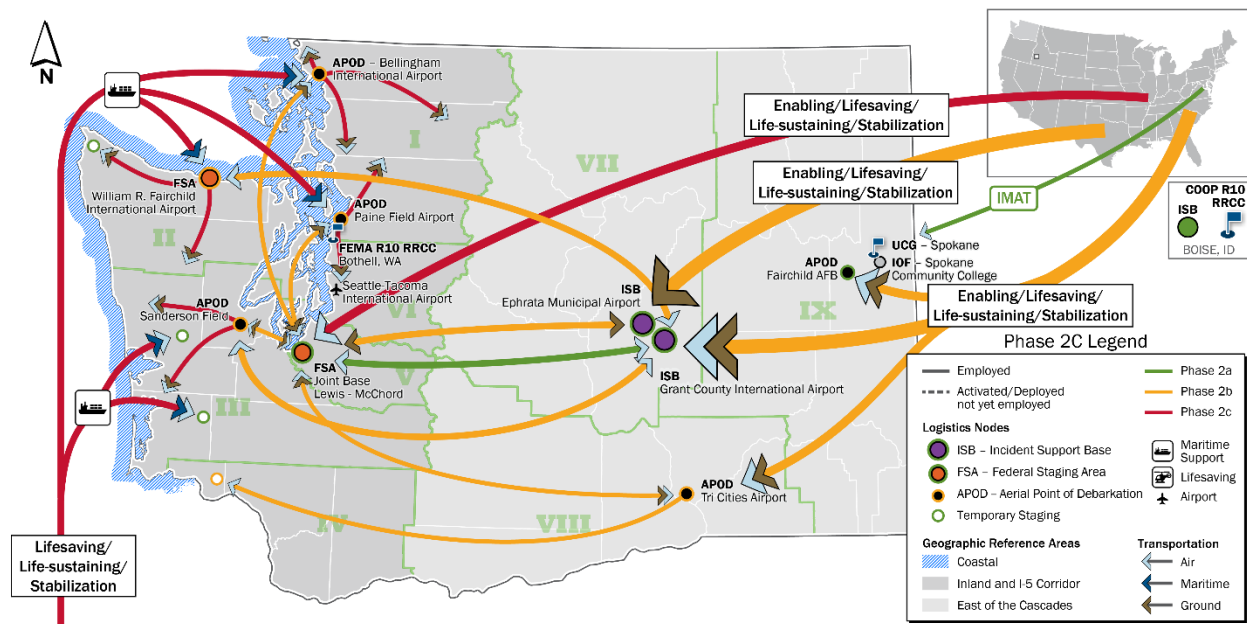 N
APOD – Bellingham
International Airport
I
VII
Enabling/Lifesaving/
Life-sustaining/Stabilization
Enabling/Lifesaving/
Life-sustaining/Stabilization
IMAT
COOP R10
RRCC
ISB
BOISE, ID
FSA
William R. Fairchild
International Airport
II
APOD
Paine Field Airport
FEMA R10 RRCC
Bothell, WA
Seattle Tacoma
International Airport
UCG – Spokane
IOF – Spokane
Community College
APOD
Fairchild AFB
ISB
Ephrata Municipal Airport
IX
Enabling/Lifesaving/
Life-sustaining/Stabilization
APOD
Sanderson Field
VI
FSA
Joint Base
Lewis - McChord
V
ISB
Grant County International Airport
III
APOD
Tri Cities Airport
IV
VIII
Lifesaving/
Life-sustaining/
Stabilization
Phase 2C Legend
Employed
Activated/Deployed
not yet employed
Phase 2a
Phase 2b
Phase 2c
Logistics Nodes
ISB – Incident Support Base
FSA – Federal Staging Area
APOD – Aerial Point of Debarkation
Temporary Staging
Maritime
Support
Lifesaving
Airport
Geographic Reference Areas
Coastal
Inland and I-5 Corridor
East of the Cascades
Transportation
Air
Maritime
Ground